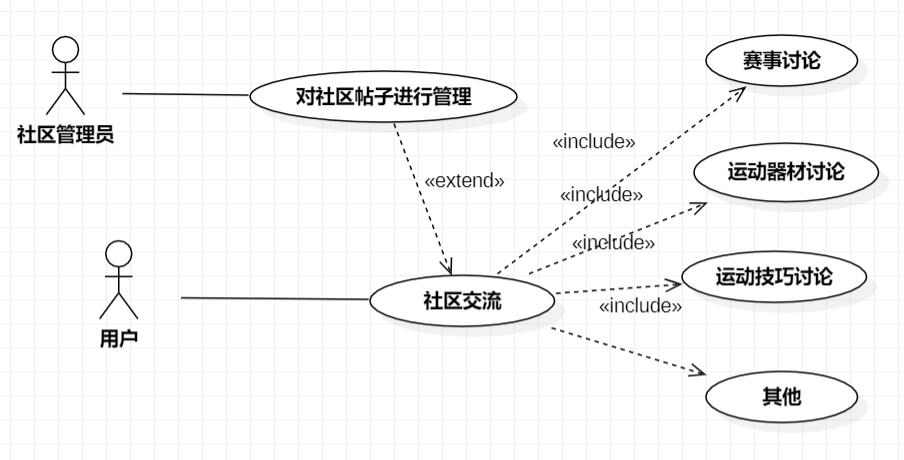 赛事讨论
对社区帖子进行管理
社区管理员
«include»
运动器材讨论
«extend»
«include»
«include»
运动技巧讨论
社区交流
«include»
用户
其他